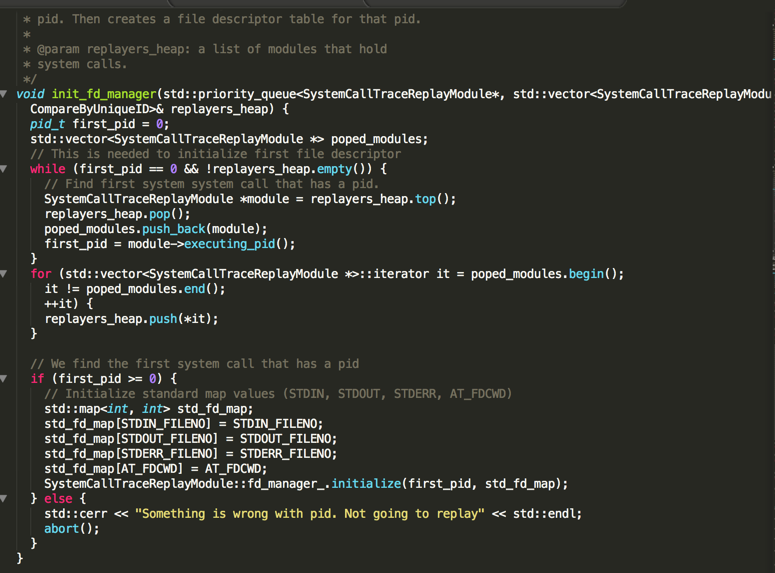 * pid. Then creates a file descriptor table for that pid.
*
* @param replayers_heap: a list of modules that hold
* system calls.
*/
void init_fd_manager(std::priority_queue<SystemCallTraceReplayModule*, std::vector<SystemCallTraceReplayModu
CompareByUniqueID>& replayers_heap) {
pid_t first_pid = 0;
std::vector<SystemCallTraceReplayModule *> poped_modules;
// This is needed to initialize first file descriptor
while (first_pid == 0 && !replayers_heap.empty()) {
// Find first system system call that has a pid.
SystemCallTraceReplayModule *module = replayers_heap.top();
replayers_heap.pop();
poped_modules.push_back(module);
first_pid = module->executing_pid();
}
for (std::vector<SystemCallTraceReplayModule *>::iterator it = poped_modules.begin();
it != poped_modules.end();
++it) {
replayers_heap.push(*it);
}
// We find the first system call that has a pid
if (first_pid >= 0) {
// Initialize standard map values (STDIN, STDOUT, STDERR, AT_FDCWD)
std::map<int, int> std_fd_map;
std_fd_map[STDIN_FILENO] = STDIN_FILENO;
std_fd_map[STDOUT_FILENO] = STDOUT_FILENO;
std_fd_map[STDERR_FILENO] = STDERR_FILENO;
std_fd_map[AT_FDCWD] = AT_FDCWD;
SystemCallTraceReplayModule::fd_manager_.initialize(first_pid, std_fd_map);
} else {
std::cerr << "Something is wrong with pid. Not going to replay" << std::endl;
abort();
}
}